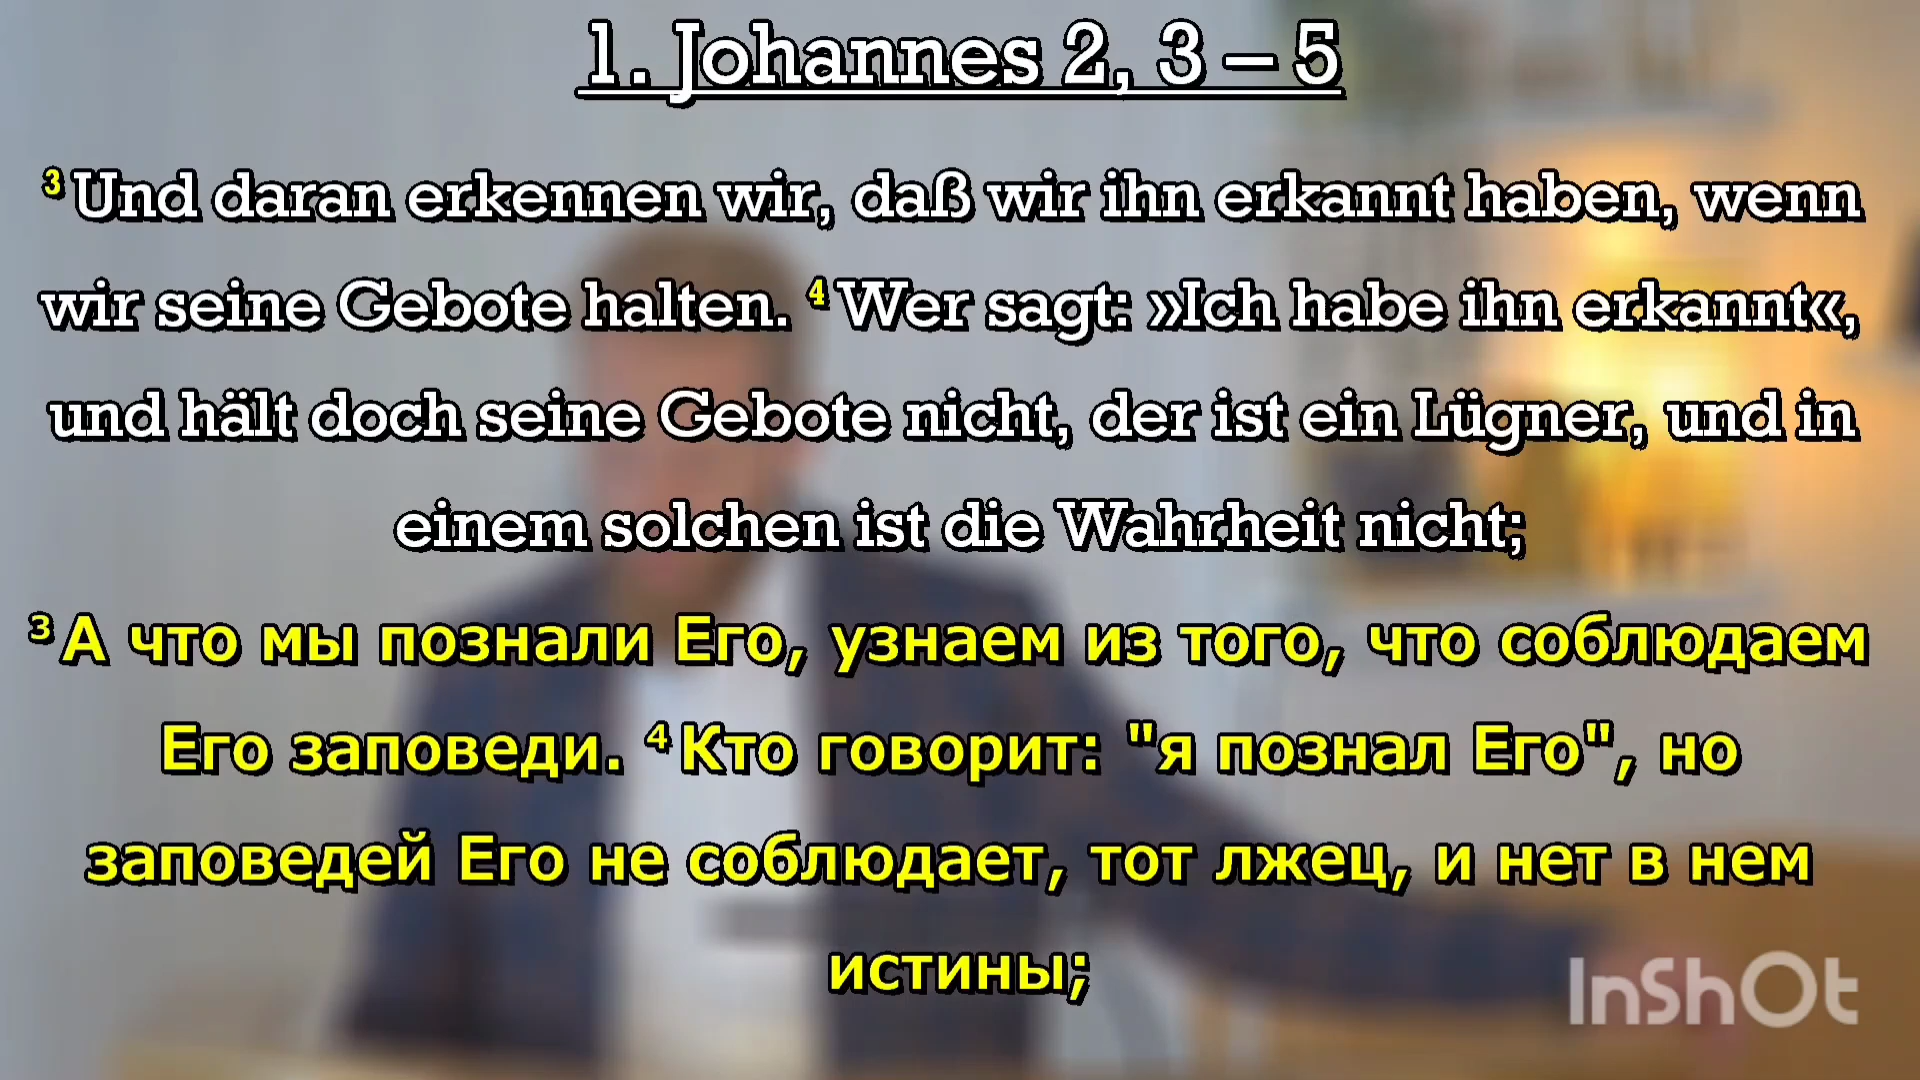 1. Johannes 2, 3 – 5
³ Und daran erkennen wir, daß wir ihn erkannt haben, wenn
wir seine Gebote halten. ⁴ Wer sagt: »Ich habe ihn erkannt«,
und hält doch seine Gebote nicht, der ist ein Lügner, und in
einem solchen ist die Wahrheit nicht;
³ А что мы познали Его, узнаем из того, что соблюдаем
Его заповеди. ⁴ Кто говорит: "я познал Его", но
заповедей Его не соблюдает, тот лжец, и нет в нем
истины;
InShOt